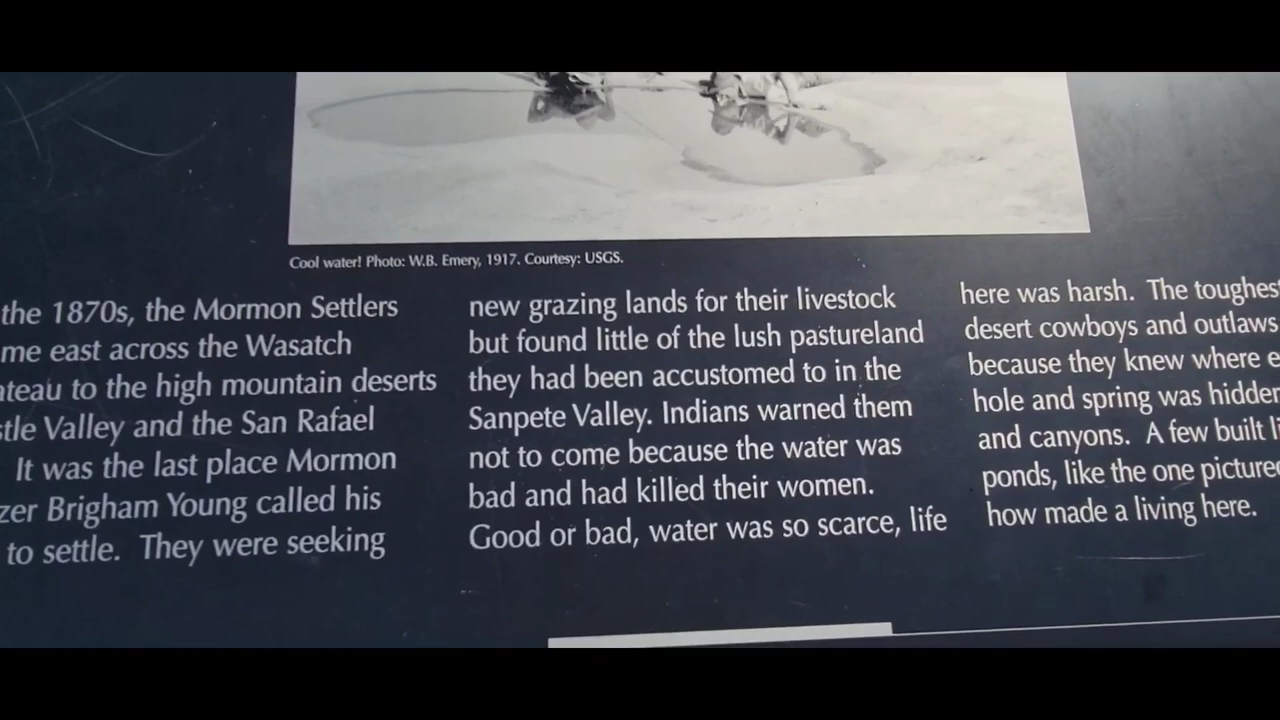 Cool water! Photo: W.B. Emery, 1917. Courtesy: USGS.
the 1870s, the Mormon Settlers
me east across the Wasatch
ateau to the high mountain deserts
stle Valley and the San Rafael
It was the last place Mormon
zer Brigham Young called his
to settle. They were seeking
new grazing lands for their livestock
but found little of the lush pastureland
they had been accustomed to in the
Sanpete Valley. Indians warned them
not to come because the water was
bad and had killed their women.
Good or bad, water was so scarce, life
here was harsh. The toughes
desert cowboys and outlaws
because they knew where e
hole and spring was hidden
and canyons. A few built li
ponds, like the one picture
how made a living here.